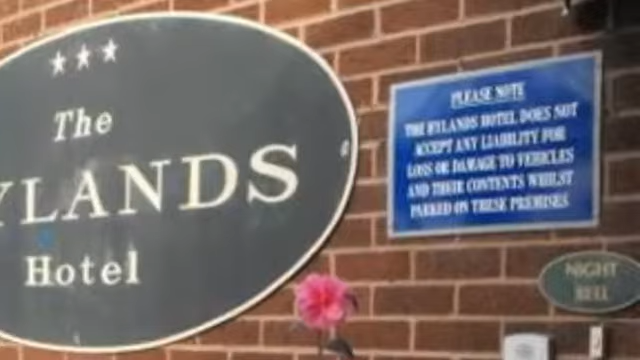 The
YLANDS
Hotel
PLEASE NOTE
THE HYLANDS HOTEL DOES NOT
ACCEPT ANY LIABILITY FOR
LOSS OR DAMAGE TO VEHICLES
AND THEIR CONTENTS WHILST
PARKED ON THESE PREMISES
NIGHT
BELL